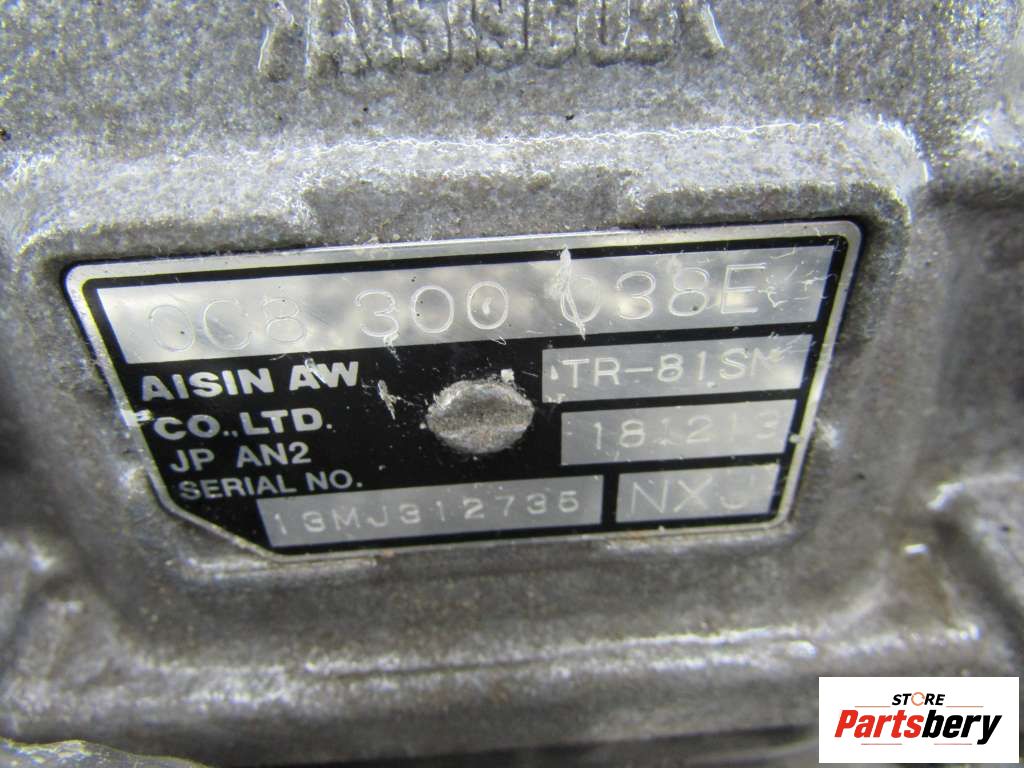 0C8 300 038E
AISIN AW
CO.,LTD.
JP AN2
SERIAL NO.
TR-81SN
181213
13MJ312735
NXJ
STORE
Partsbery